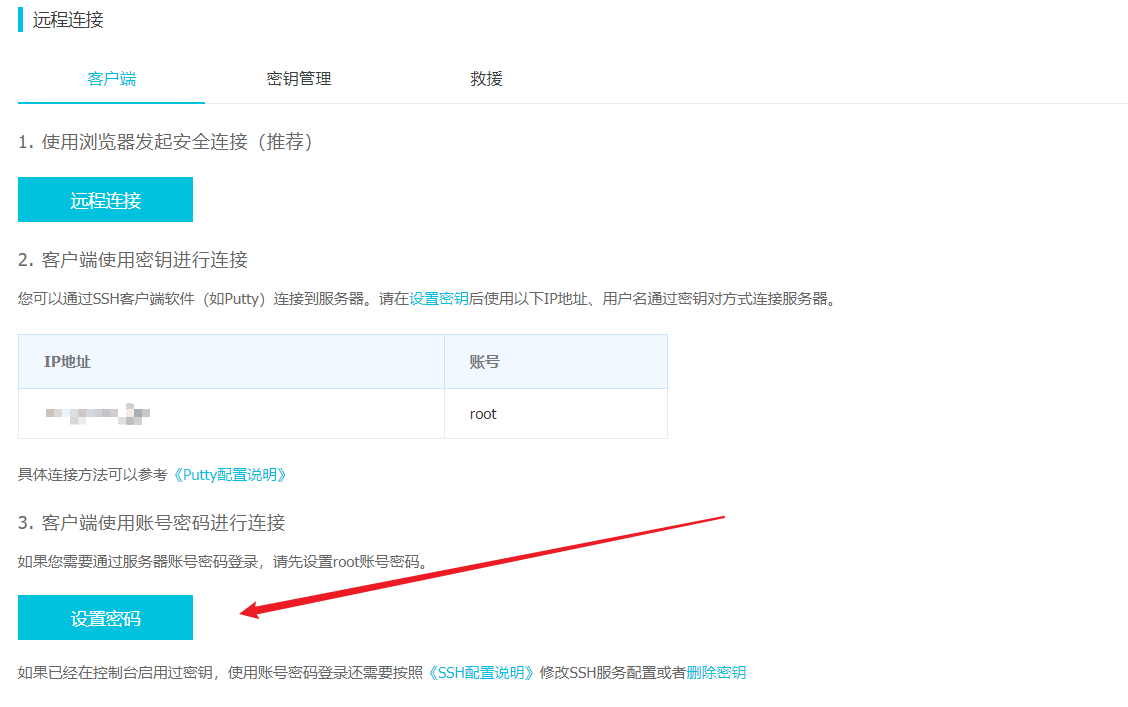 远程连接
客户端 密钥管理 救援
1. 使用浏览器发起安全连接（推荐）
远程连接
2. 客户端使用密钥进行连接
您可以通过SSH客户端软件（如Putty）连接到服务器。请在设置密钥后使用以下IP地址、用户名通过密钥对方式连接服务器。
IP地址 账号
root
具体连接方法可以参考《Putty配置说明》
3. 客户端使用账号密码进行连接
如果您需要通过服务器账号密码登录，请先设置root账号密码。
设置密码
如果已经在控制台启用过密钥，使用账号密码登录还需要按照《SSH配置说明》修改SSH服务配置或者删除密钥